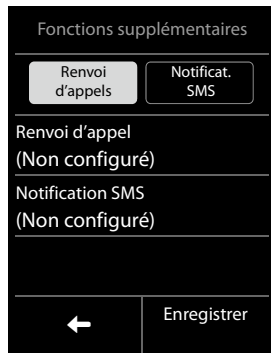 Fonctions supplémentaires
Renvoi
d'appels
Notificat.
SMS
Renvoi d'appel
(Non configuré)
Notification SMS
(Non configuré)
Enregistrer